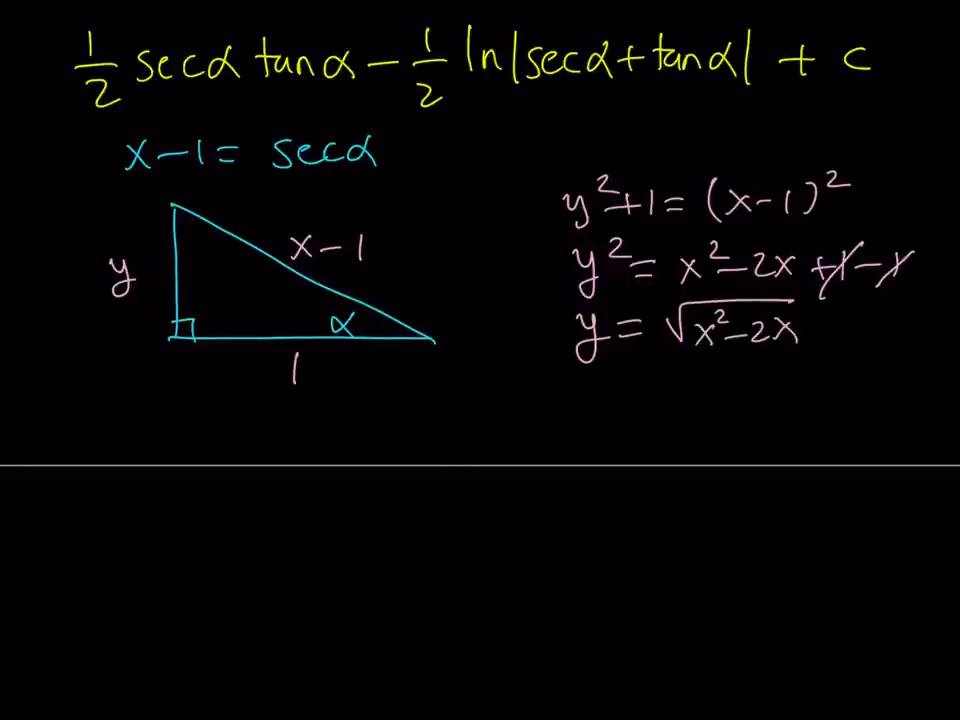 1/2 secα tanα − 1/2 ln|secα + tanα| + c
x − 1 = secα
y
x − 1
α
1
y² + 1 = (x − 1)²
y² = x² − 2x + 1 − 1
y = √(x² − 2x)